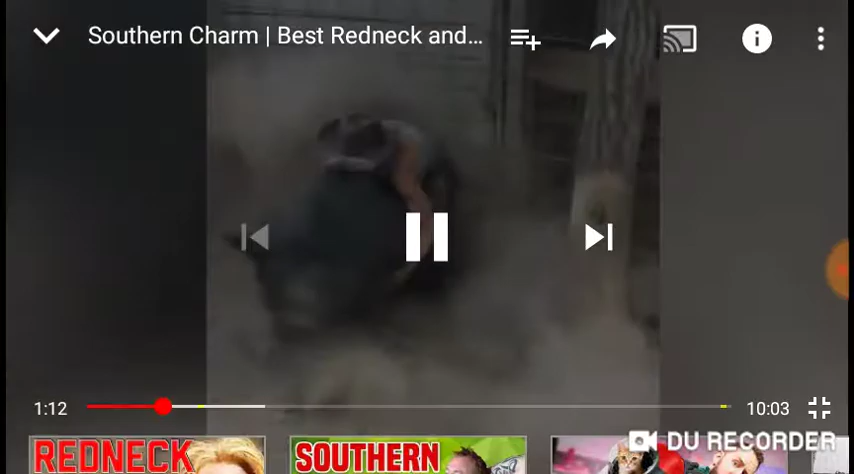 Southern Charm | Best Redneck and...
1:12
10:03
REDNECK
SOUTHERN
DU RECORDER